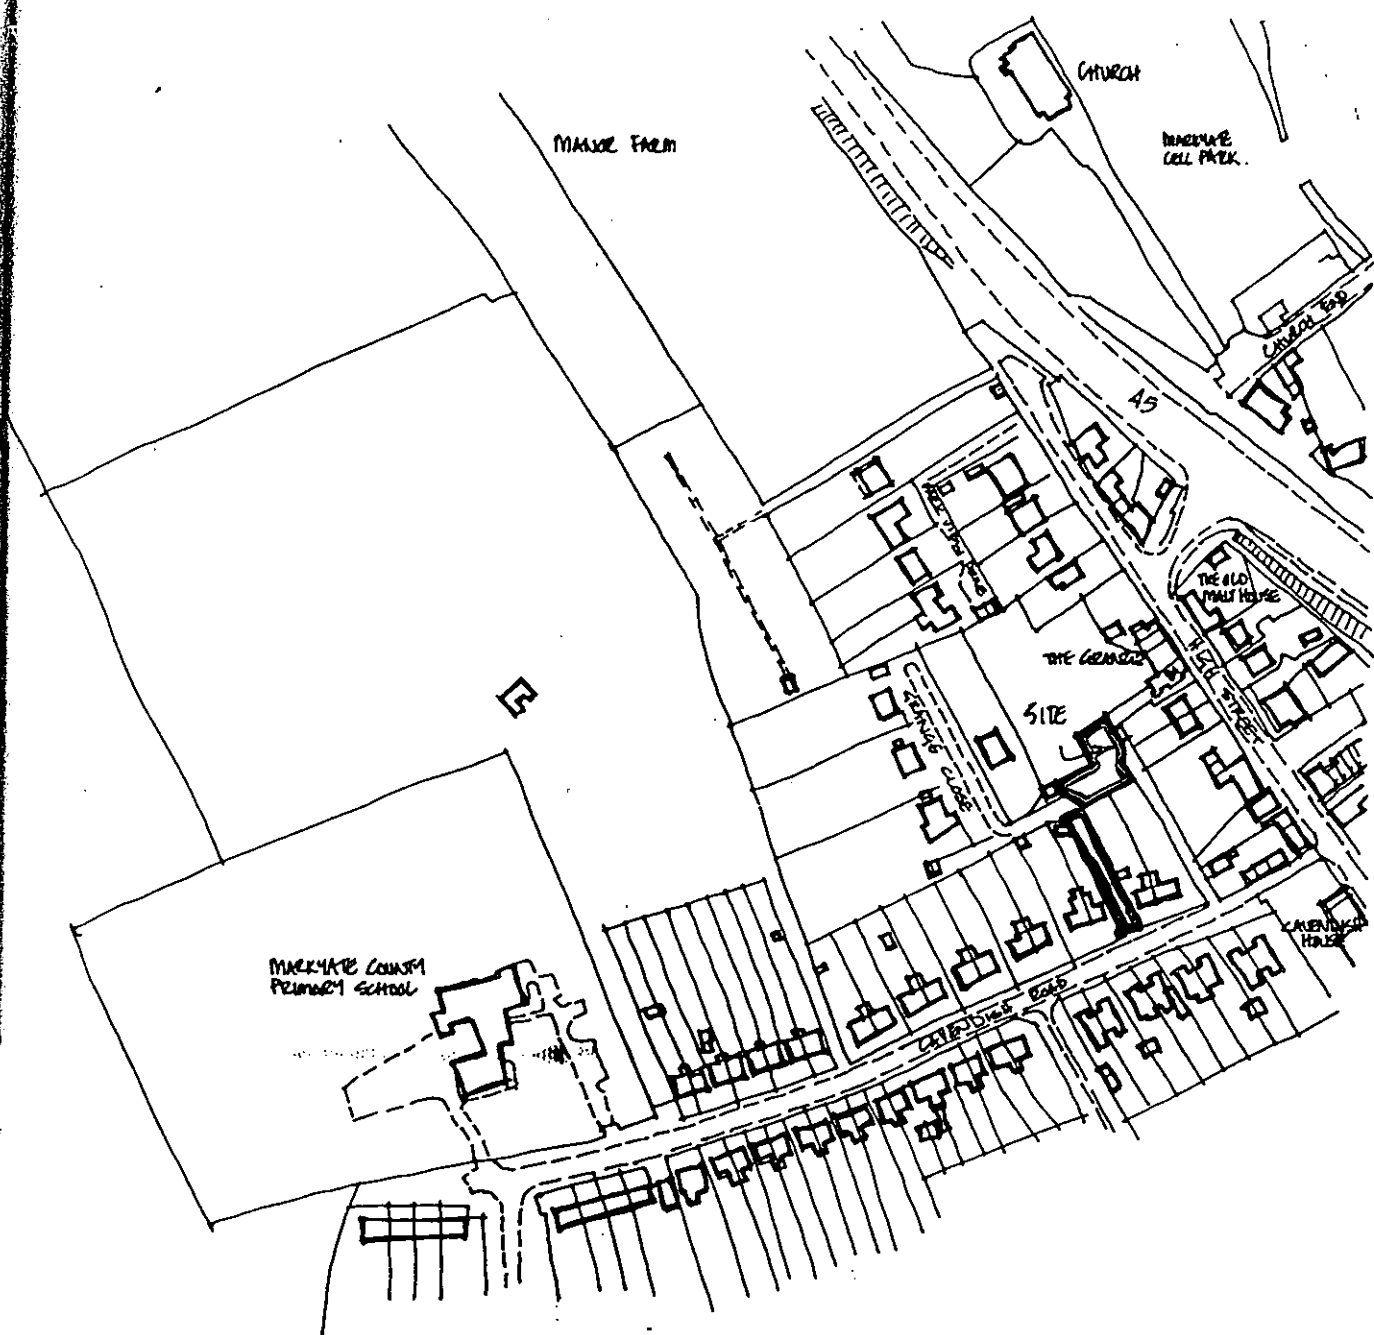 CHURCH
MANOR FARM
MARKYATE
CELL PARK.
CHURCH END
A5
THE OLD
MALT HOUSE
THE GRANGE
HIGH STREET
SITE
GRANGE CLOSE
CAVENDISH
HOUSE
MARKYATE COUNTY
PRIMARY SCHOOL
CAVENDISH ROAD